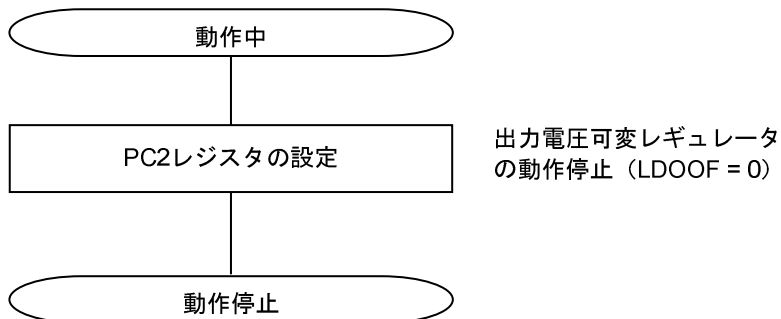 動作中
PC2レジスタの設定
出力電圧可変レギュレータ
の動作停止（LDOOF = 0）
動作停止